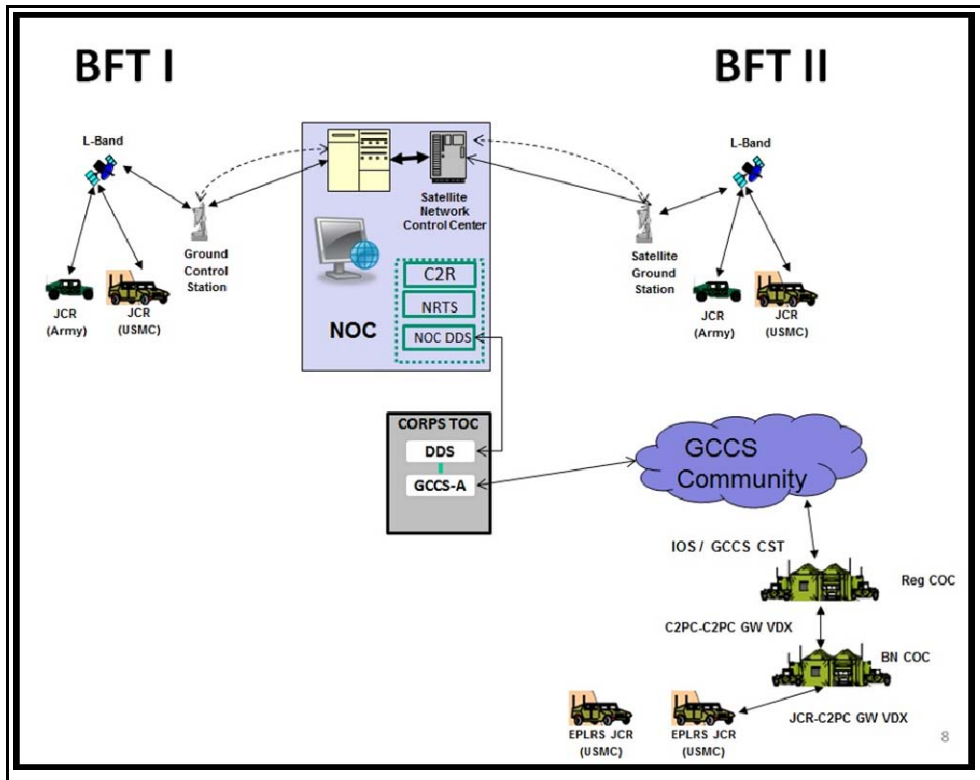 BFT I
BFT II
L-Band
Ground
Control
Station
JCR
(Army)
JCR
(USMC)
Satellite
Network
Control Center
C2R
NRTS
NOC DDS
NOC
L-Band
Satellite
Ground
Station
JCR
(Army)
JCR
(USMC)
CORPS TOC
DDS
GCCS-A
GCCS
Community
IOS / GCCS CST
Reg COC
C2PC-C2PC GW VDX
BN COC
JCR-C2PC GW VDX
EPLRS JCR
(USMC)
EPLRS JCR
(USMC)
8